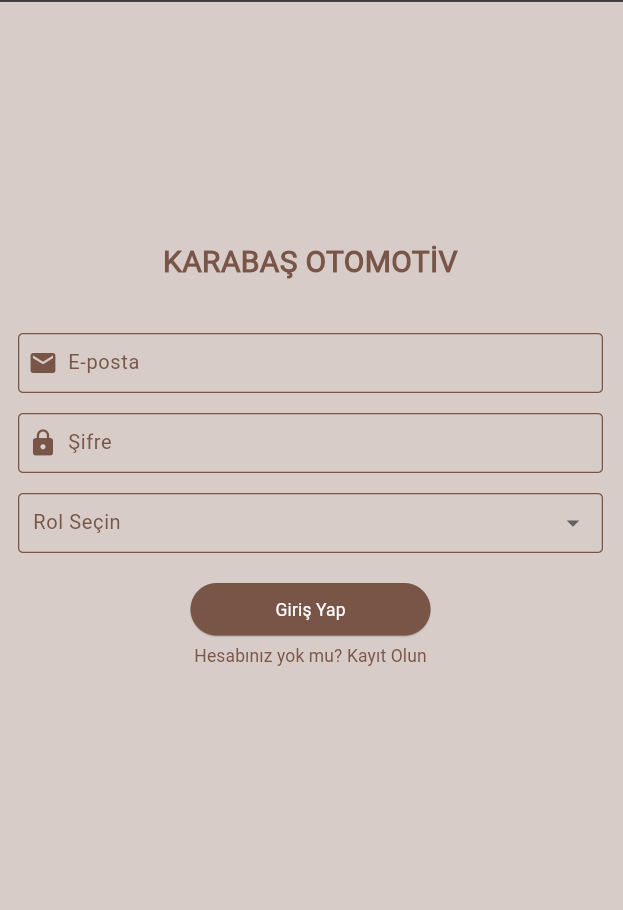 KARABAŞ OTOMOTİV
E-posta
Şifre
Rol Seçin
Giriş Yap
Hesabınız yok mu? Kayıt Olun